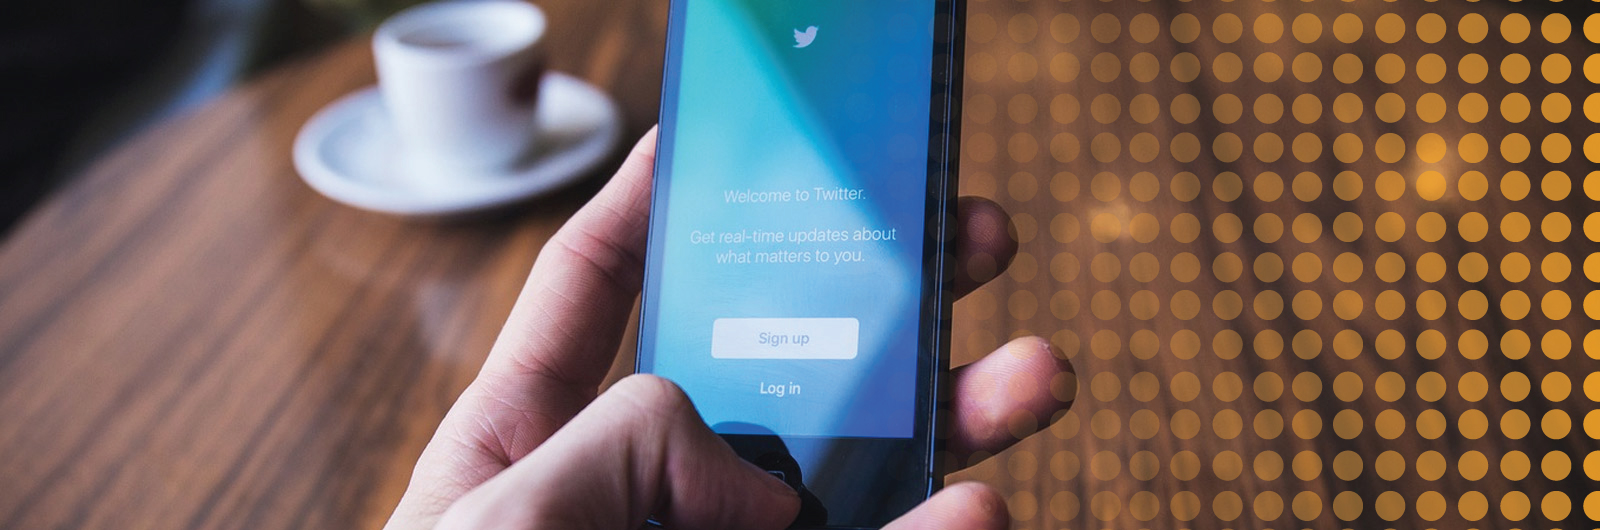 Welcome to Twitter.
Get real-time updates about
what matters to you.
Sign up
Log in